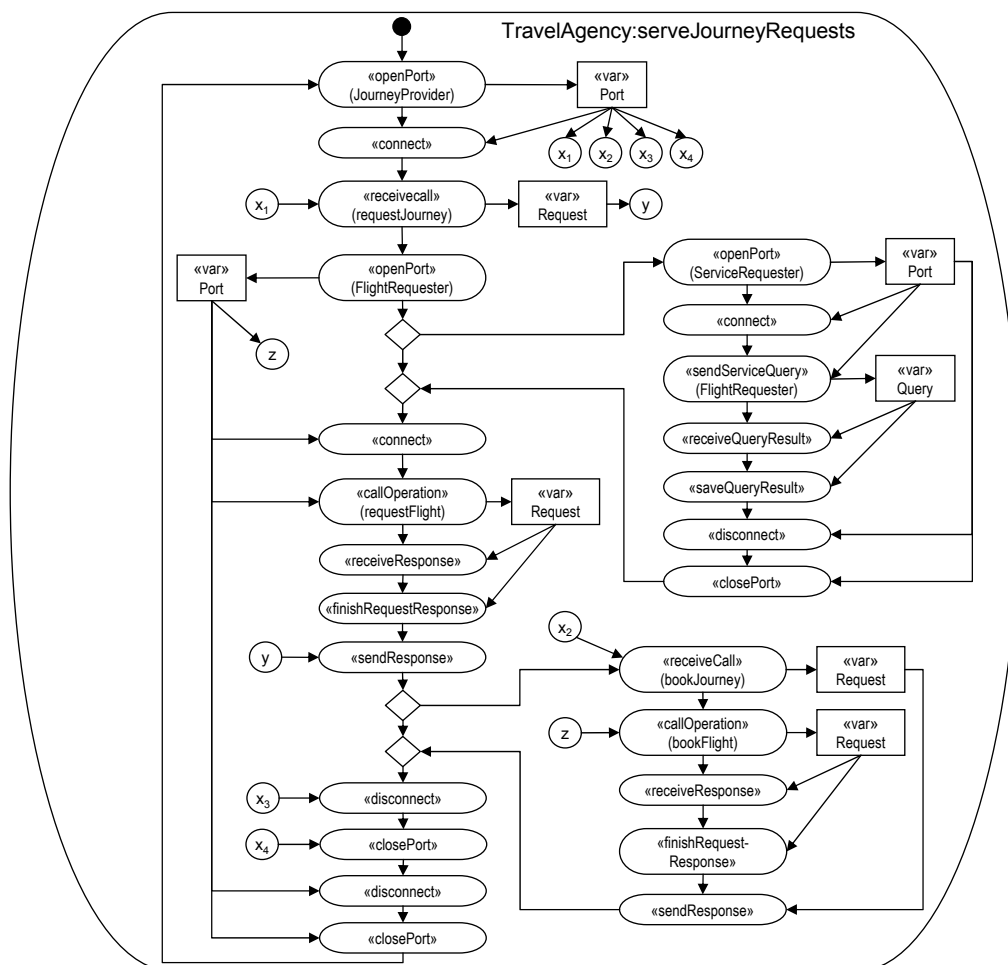 TravelAgency:serveJourneyRequests
«openPort»
(JourneyProvider)
«var»
Port
«connect»
x1
x2
x3
x4
x1
«receivecall»
(requestJourney)
«var»
Request
y
«var»
Port
«openPort»
(FlightRequester)
z
«openPort»
(ServiceRequester)
«var»
Port
«connect»
«sendServiceQuery»
(FlightRequester)
«var»
Query
«receiveQueryResult»
«saveQueryResult»
«disconnect»
«closePort»
«connect»
«callOperation»
(requestFlight)
«var»
Request
«receiveResponse»
«finishRequestResponse»
y
«sendResponse»
x2
«receiveCall»
(bookJourney)
«var»
Request
z
«callOperation»
(bookFlight)
«var»
Request
«receiveResponse»
«finishRequest-
Response»
«sendResponse»
x3
«disconnect»
x4
«closePort»
«disconnect»
«closePort»